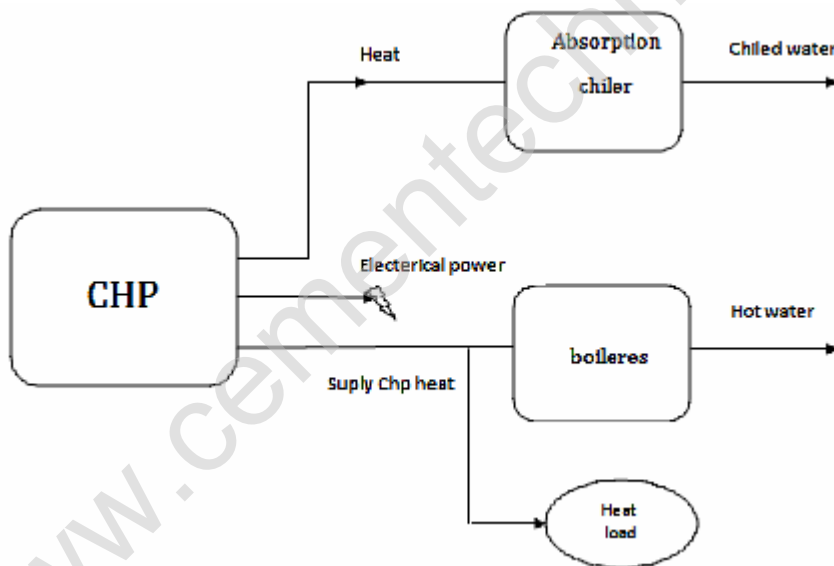 Absorption
chiler
Heat
Chiled water
CHP
Electerical power
Hot water
boileres
Suply Chp heat
Heat
load
www.cementechn